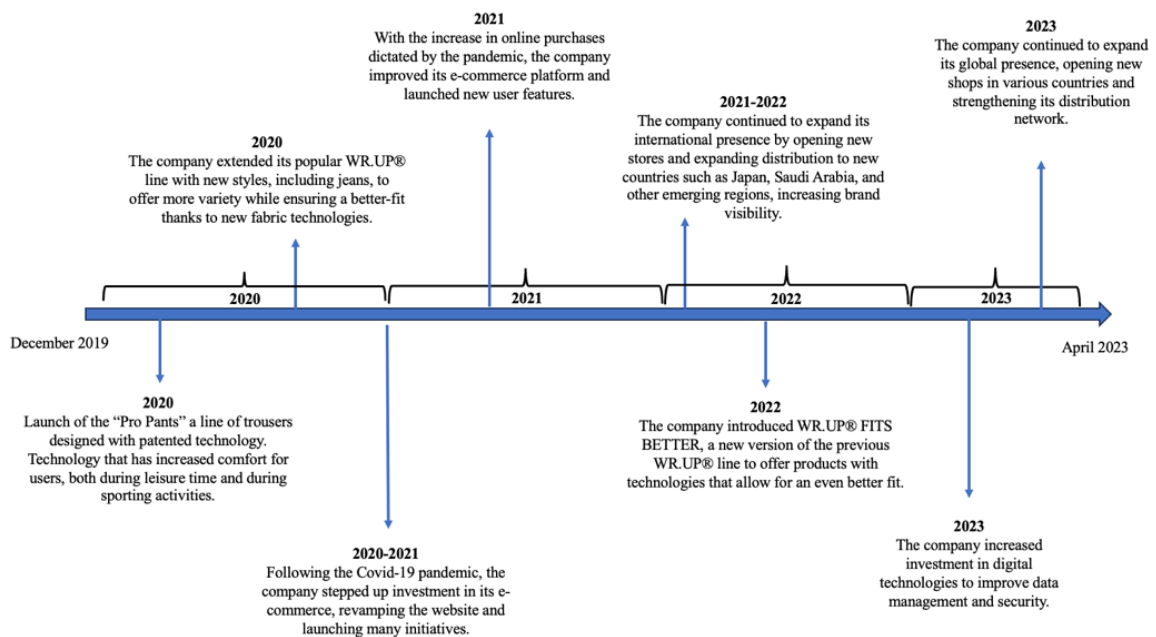 2021
With the increase in online purchases
dictated by the pandemic, the company
improved its e-commerce platform and
launched new user features.
2023
The company continued to expand
its global presence, opening new
shops in various countries and
strengthening its distribution
network.
2021-2022
The company continued to expand its
international presence by opening new
stores and expanding distribution to new
countries such as Japan, Saudi Arabia, and
other emerging regions, increasing brand
visibility.
2020
The company extended its popular WR.UP®
line with new styles, including jeans, to
offer more variety while ensuring a better-fit
thanks to new fabric technologies.
2020
2021
2022
2023
December 2019
April 2023
2020
Launch of the “Pro Pants” a line of trousers
designed with patented technology.
Technology that has increased comfort for
users, both during leisure time and during
sporting activities.
2020-2021
Following the Covid-19 pandemic, the
company stepped up investment in its e-
commerce, revamping the website and
launching many initiatives.
2022
The company introduced WR.UP® FITS
BETTER, a new version of the previous
WR.UP® line to offer products with
technologies that allow for an even better fit.
2023
The company increased
investment in digital
technologies to improve data
management and security.